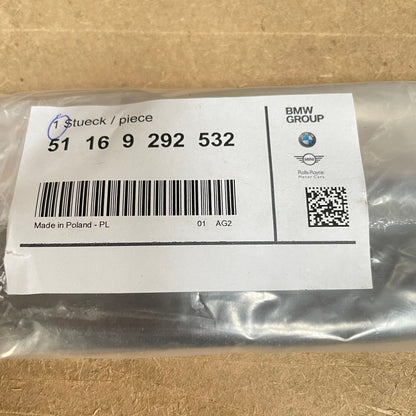 1 Stueck / piece
51 16 9 292 532
Made in Poland - PL
01 AG2
BMW
GROUP
MINI
Rolls-Royce
Motor Cars